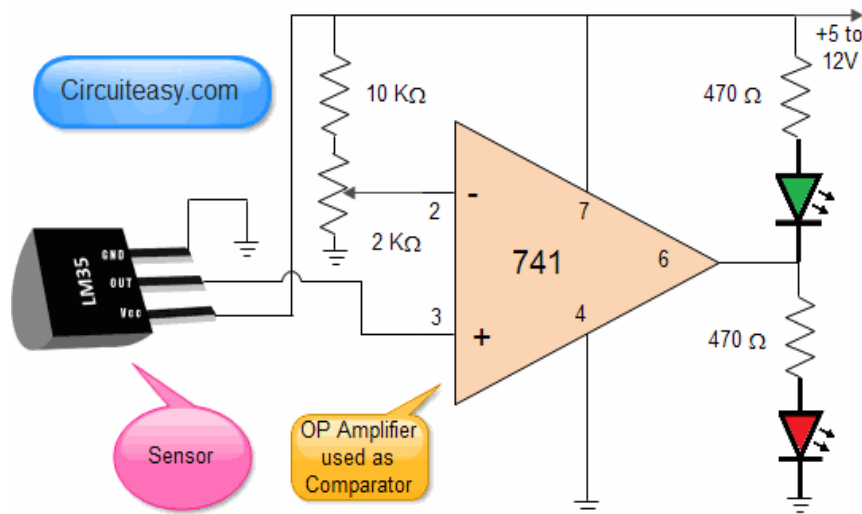 +5 to
12V
Circuiteasy.com
10 KΩ
470 Ω
2
-
7
2 KΩ
GND
OUT
Vcc
LM35
741
6
3
+
4
470 Ω
Sensor
OP Amplifier
used as
Comparator